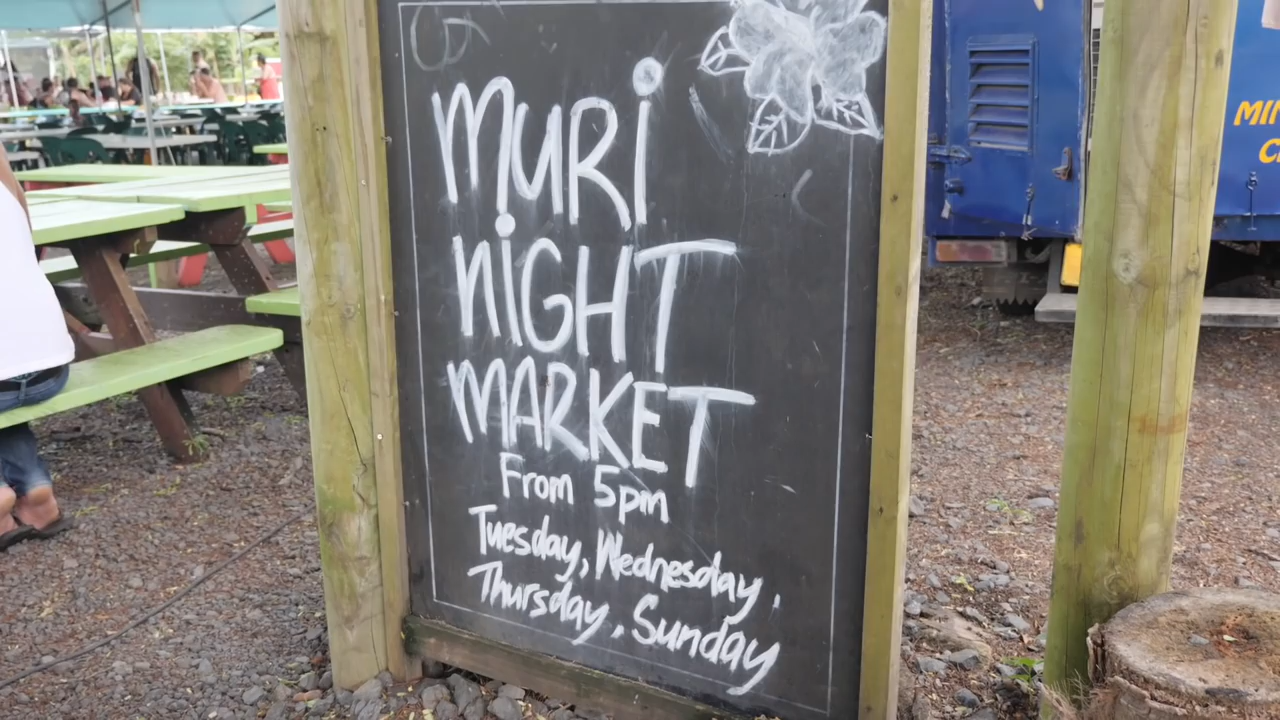 MURi
NiGHT
MARKET
From 5pm
Tuesday, Wednesday,
Thursday, Sunday